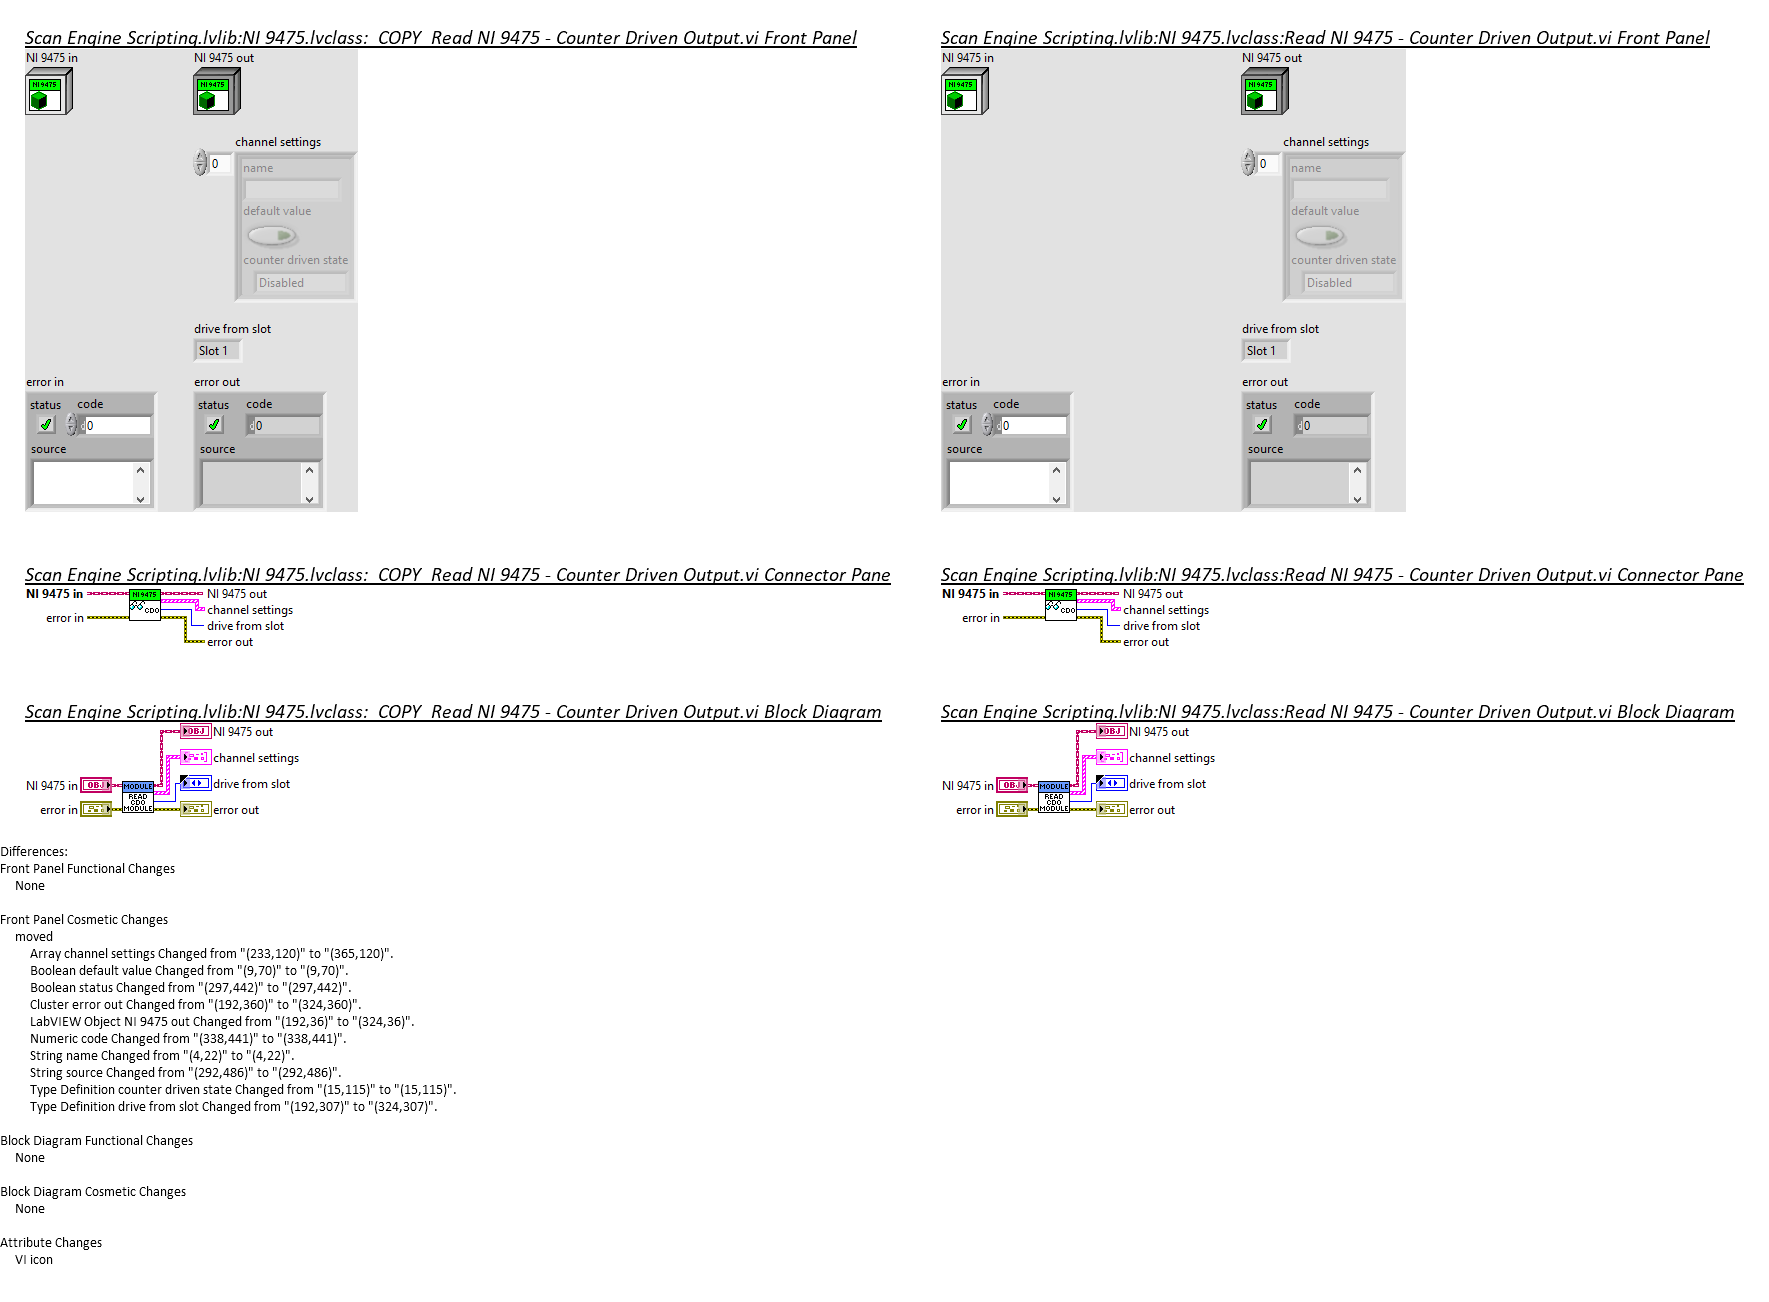 Scan Engine Scripting.lvlib:NI 9475.lvclass:_COPY_Read NI 9475 - Counter Driven Output.vi Front Panel
NI 9475 in
NI 9475 out
NI 9475
NI 9475
channel settings
0
name
default value
counter driven state
Disabled
drive from slot
Slot 1
error in
error out
status code
d0
source
status code
d0
source
Scan Engine Scripting.lvlib:NI 9475.lvclass:Read NI 9475 - Counter Driven Output.vi Front Panel
NI 9475 in
NI 9475 out
NI 9475
NI 9475
channel settings
0
name
default value
counter driven state
Disabled
drive from slot
Slot 1
error in
error out
status code
d0
source
status code
d0
source
Scan Engine Scripting.lvlib:NI 9475.lvclass:_COPY_Read NI 9475 - Counter Driven Output.vi Connector Pane
NI 9475 in
NI 9475
CDO
NI 9475 out
channel settings
error in
drive from slot
error out
Scan Engine Scripting.lvlib:NI 9475.lvclass:Read NI 9475 - Counter Driven Output.vi Connector Pane
NI 9475 in
NI 9475
CDO
NI 9475 out
channel settings
error in
drive from slot
error out
Scan Engine Scripting.lvlib:NI 9475.lvclass:_COPY_Read NI 9475 - Counter Driven Output.vi Block Diagram
OBJ NI 9475 out
channel settings
NI 9475 in OBJ
MODULE
READ
CDO
MODULE
drive from slot
error in
error out
Scan Engine Scripting.lvlib:NI 9475.lvclass:Read NI 9475 - Counter Driven Output.vi Block Diagram
OBJ NI 9475 out
channel settings
NI 9475 in OBJ
MODULE
READ
CDO
MODULE
drive from slot
error in
error out
Differences:
Front Panel Functional Changes
None
Front Panel Cosmetic Changes
moved
Array channel settings Changed from "(233,120)" to "(365,120)".
Boolean default value Changed from "(9,70)" to "(9,70)".
Boolean status Changed from "(297,442)" to "(297,442)".
Cluster error out Changed from "(192,360)" to "(324,360)".
LabVIEW Object NI 9475 out Changed from "(192,36)" to "(324,36)".
Numeric code Changed from "(338,441)" to "(338,441)".
String name Changed from "(4,22)" to "(4,22)".
String source Changed from "(292,486)" to "(292,486)".
Type Definition counter driven state Changed from "(15,115)" to "(15,115)".
Type Definition drive from slot Changed from "(192,307)" to "(324,307)".
Block Diagram Functional Changes
None
Block Diagram Cosmetic Changes
None
Attribute Changes
VI icon